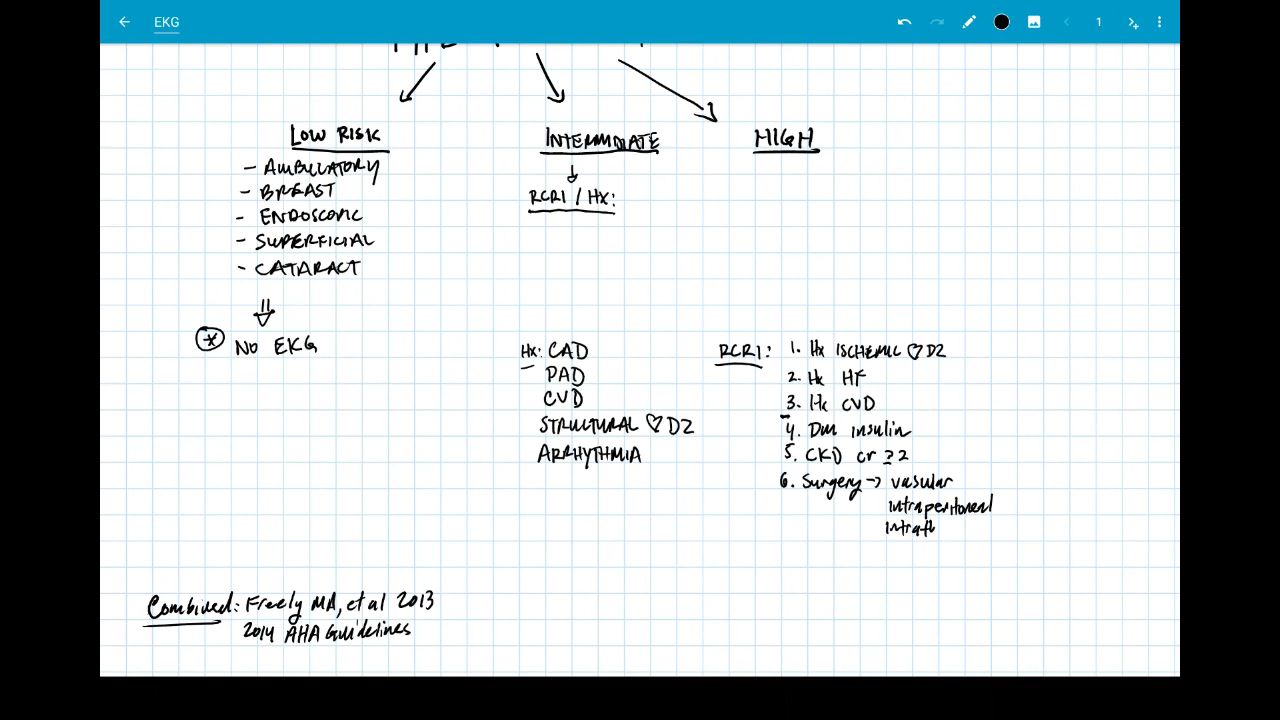 EKG
1
LOW RISK
- AMBULATORY
- BREAST
- ENDOSCOPIC
- SUPERFICIAL
- CATARACT
NO EKG
INTERMEDIATE
RCRI / HX:
HIGH
HX: CAD
PAD
CVD
STRUCTURAL ♡ DZ
ARRHYTHMIA
RCRI: 1. Hx ISCHEMIC ♡ DZ
2. Hx HF
3. Hx CVD
4. DM insulin
5. CKD cr ≥ 2
6. Surgery → vasular
intraperitoneal
Combined: Freely MA, et al 2013
2014 AHA Guidelines